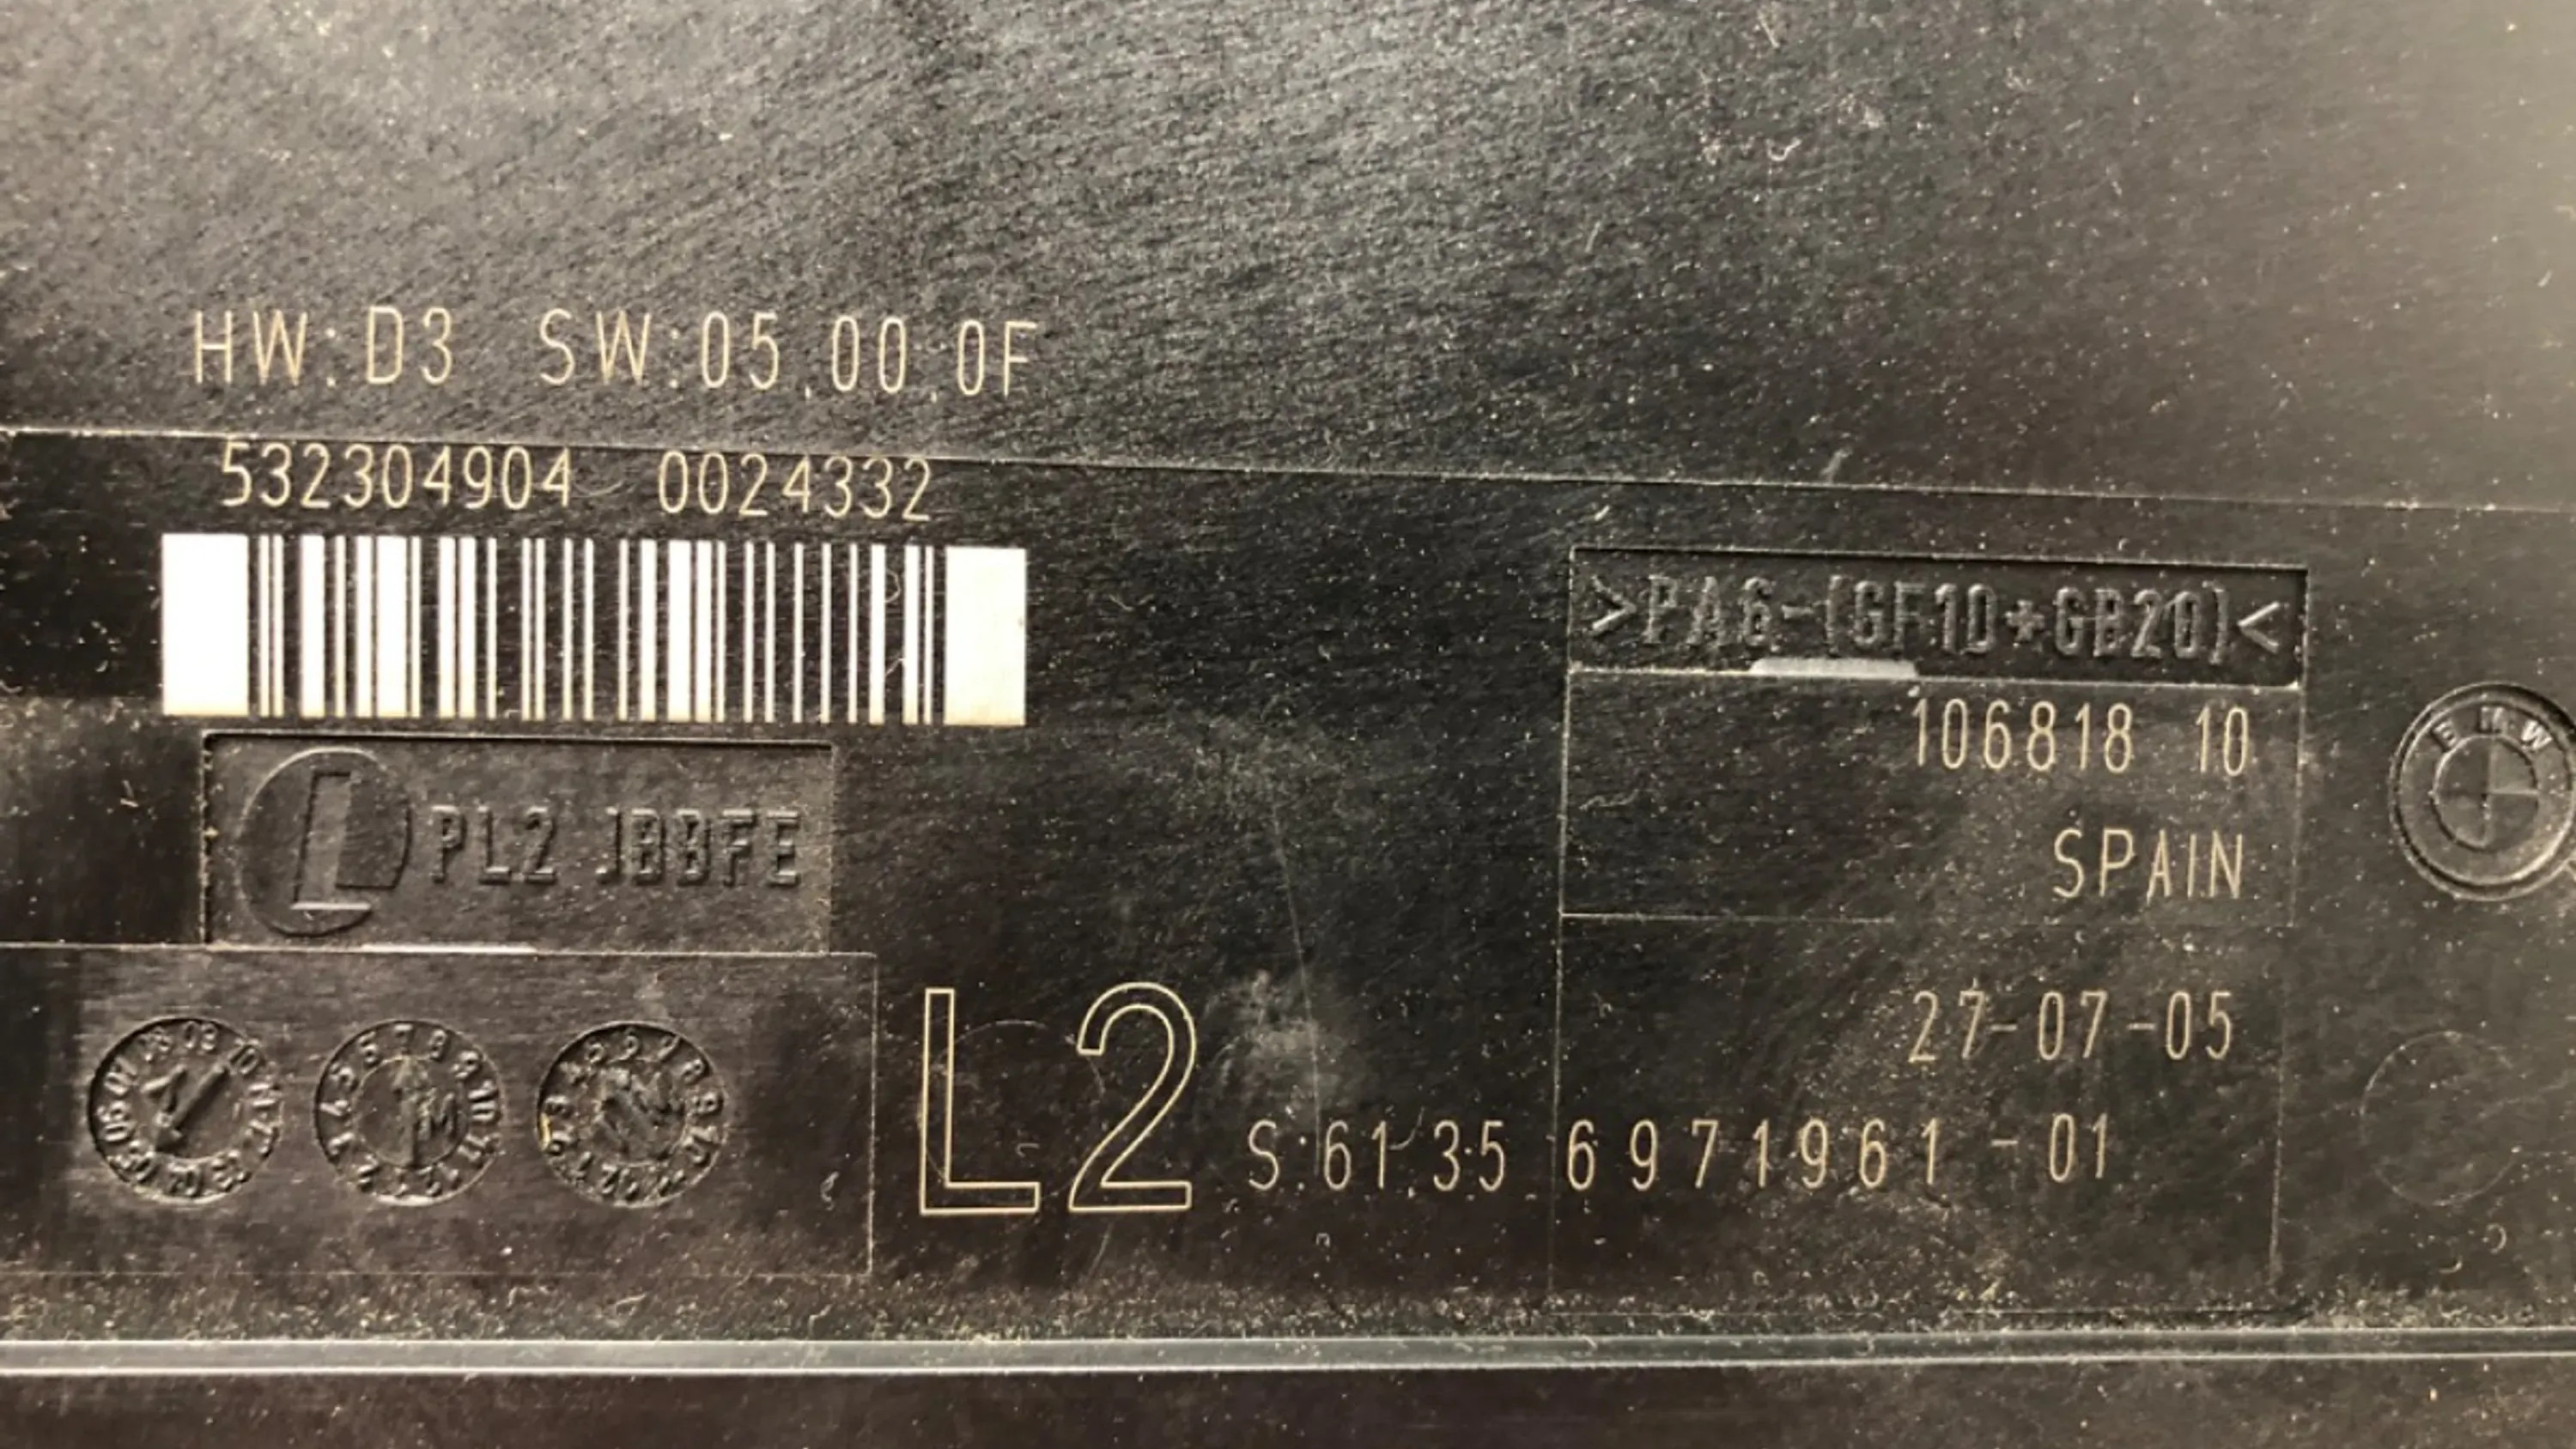 HW:D3 SW:05.00.0F
532304904 0024332
>PA6-(GF10+GB20)<
106818 10
L PL2 JBBFE
SPAIN
BMW
27-07-05
L2
S:61.35 6971961 -01